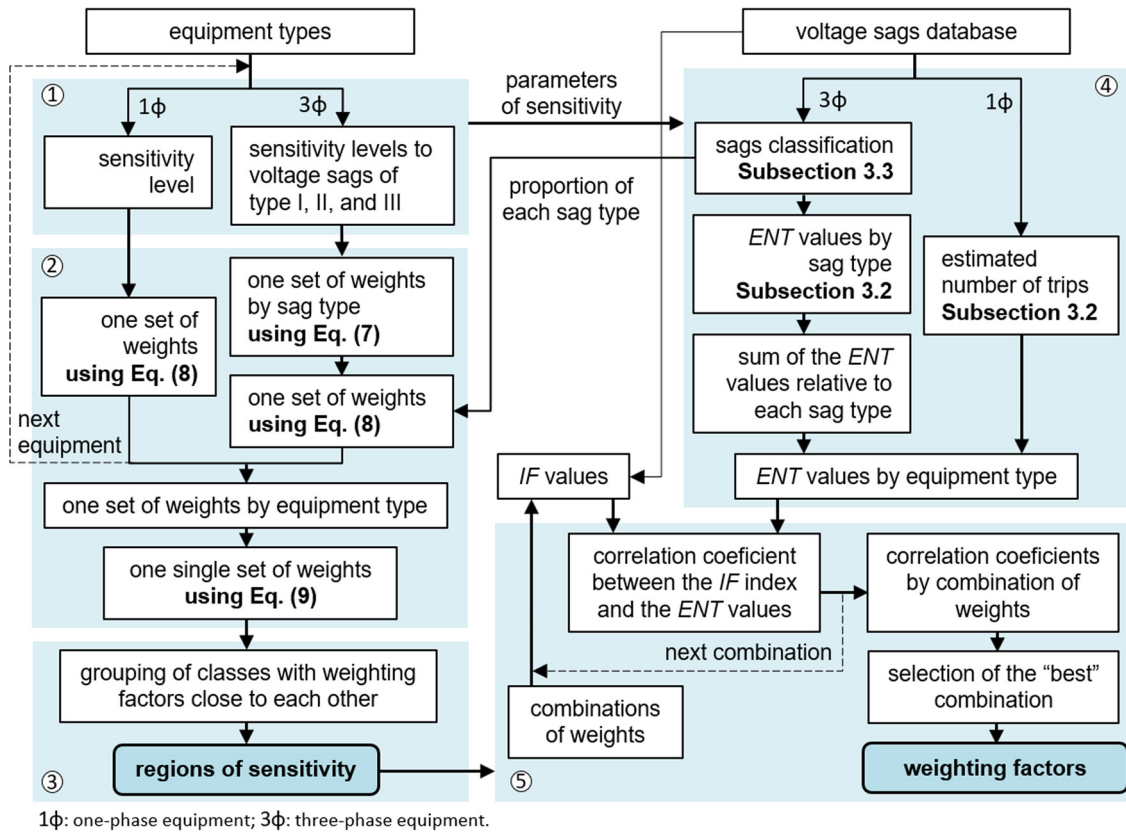 equipment types
voltage sags database
①
1ϕ
3ϕ
parameters
of sensitivity
3ϕ
1ϕ
④
sensitivity
level
sensitivity levels to
voltage sags of
type I, II, and III
sags classification
Subsection 3.3
proportion of
each sag type
②
one set of
weights
using Eq. (8)
one set of weights
by sag type
using Eq. (7)
one set of weights
using Eq. (8)
next
equipment
ENT values by
sag type
Subsection 3.2
estimated
number of trips
Subsection 3.2
sum of the ENT
values relative to
each sag type
IF values
ENT values by equipment type
one set of weights by equipment type
one single set of weights
using Eq. (9)
correlation coeficient
between the IF index
and the ENT values
correlation coeficients
by combination of
weights
next combination
grouping of classes with weighting
factors close to each other
combinations
of weights
selection of the “best”
combination
③
regions of sensitivity
⑤
weighting factors
1ϕ: one-phase equipment; 3ϕ: three-phase equipment.